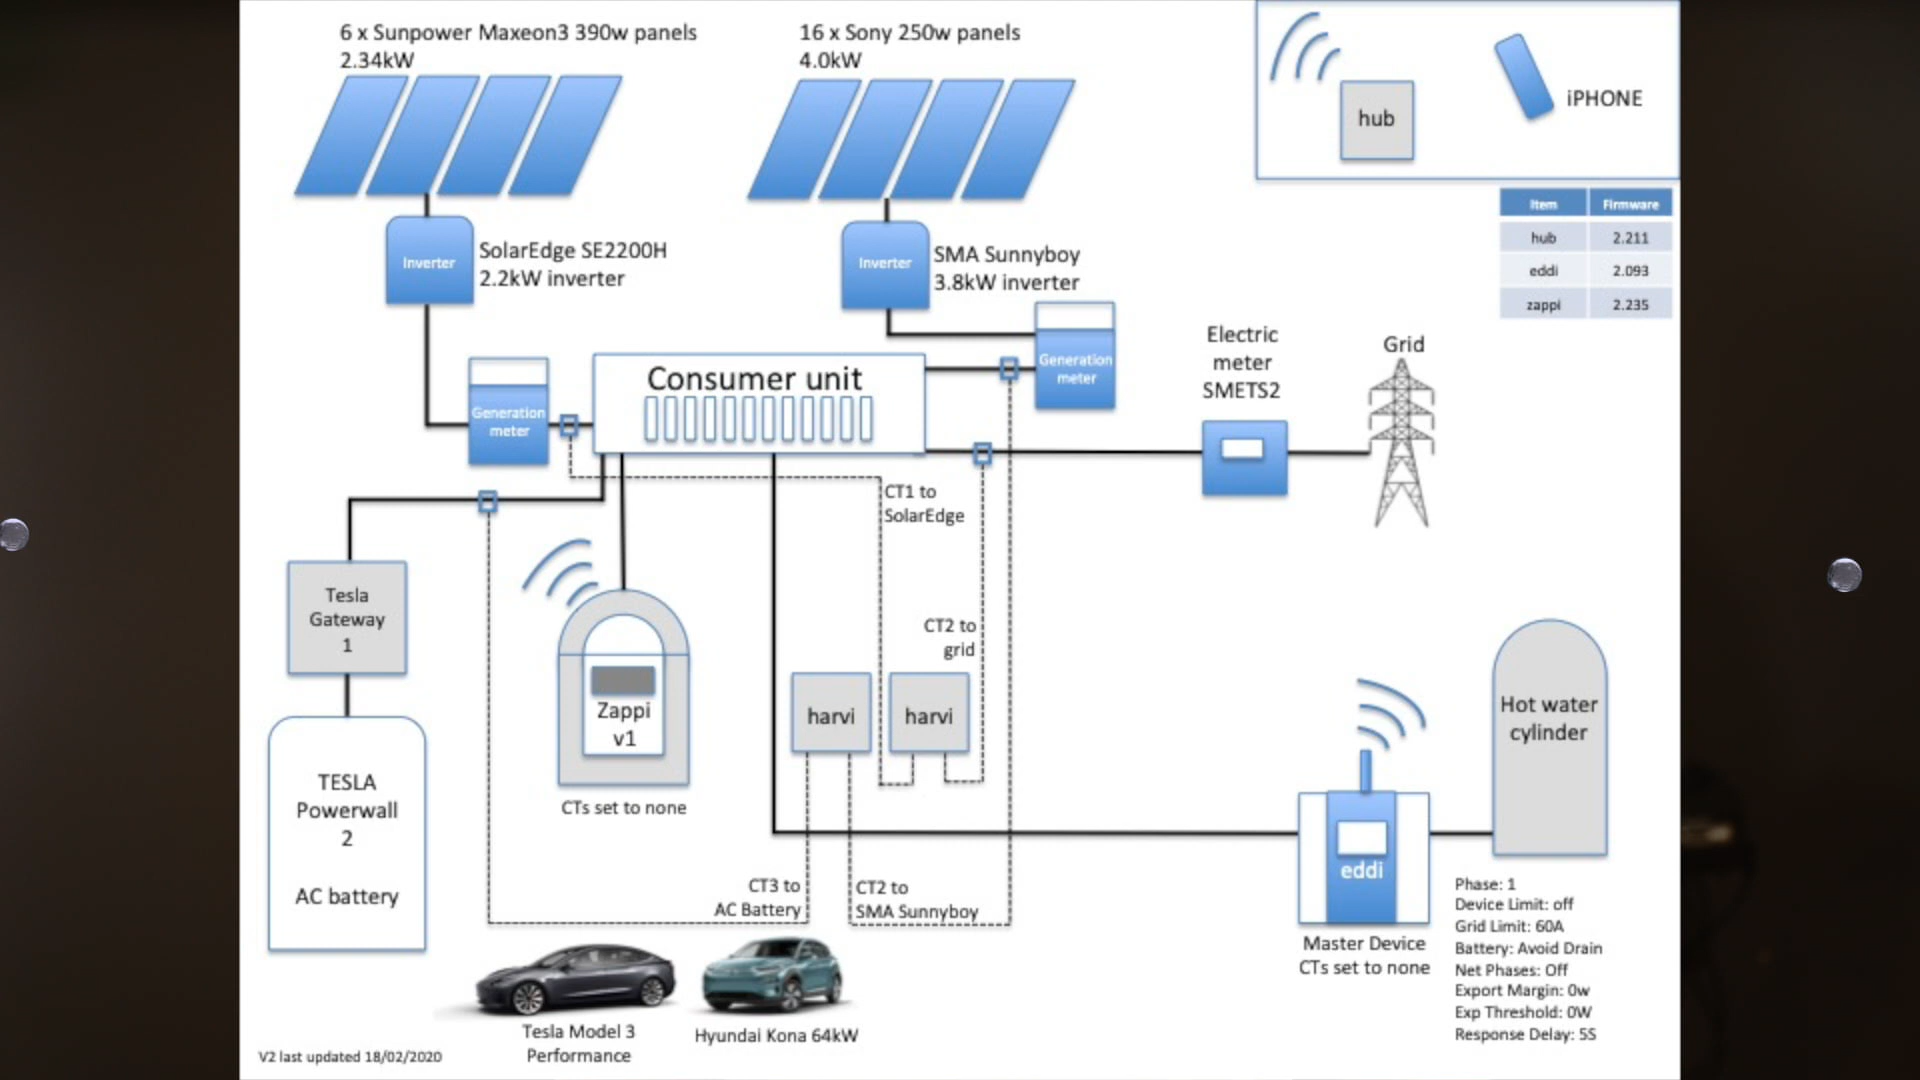 6 x Sunpower Maxeon3 390w panels
2.34kW
16 x Sony 250w panels
4.0kW
hub
iPHONE
Item Firmware
hub 2.211
eddi 2.093
zappi 2.235
Inverter
SolarEdge SE2200H
2.2kW inverter
Inverter
SMA Sunnyboy
3.8kW inverter
Generation
meter
Consumer unit
Generation
meter
Electric
meter
SMETS2
Grid
CT1 to
SolarEdge
Tesla
Gateway
1
CT2 to
grid
Zappi
v1
CTs set to none
harvi
harvi
TESLA
Powerwall
2
AC battery
Hot water
cylinder
eddi
CT3 to
AC Battery
CT2 to
SMA Sunnyboy
Master Device
CTs set to none
Phase: 1
Device Limit: off
Grid Limit: 60A
Battery: Avoid Drain
Net Phases: Off
Export Margin: 0w
Exp Threshold: 0W
Response Delay: 5S
Tesla Model 3
Performance
Hyundai Kona 64kW
V2 last updated 18/02/2020